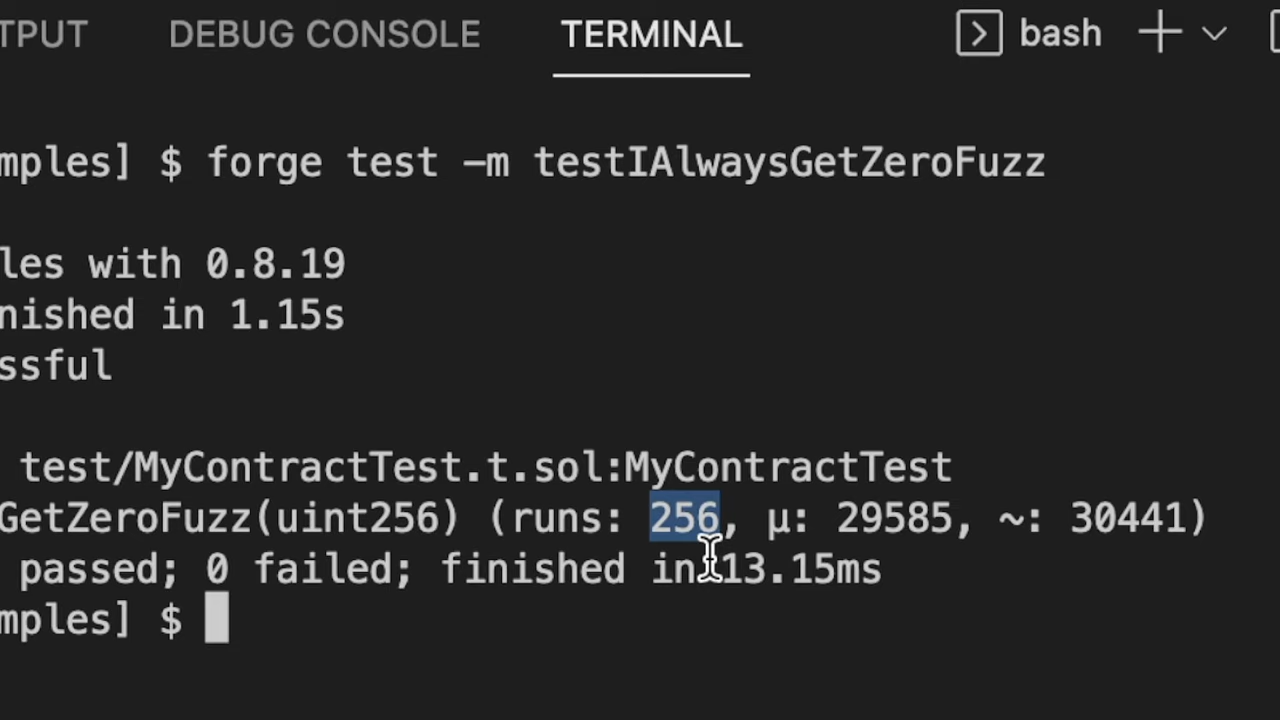 TPUT DEBUG CONSOLE TERMINAL bash
mples] $ forge test -m testIAlwaysGetZeroFuzz
les with 0.8.19
nished in 1.15s
ssful
test/MyContractTest.t.sol:MyContractTest
GetZeroFuzz(uint256) (runs: 256, μ: 29585, ~: 30441)
passed; 0 failed; finished in 13.15ms
mples] $